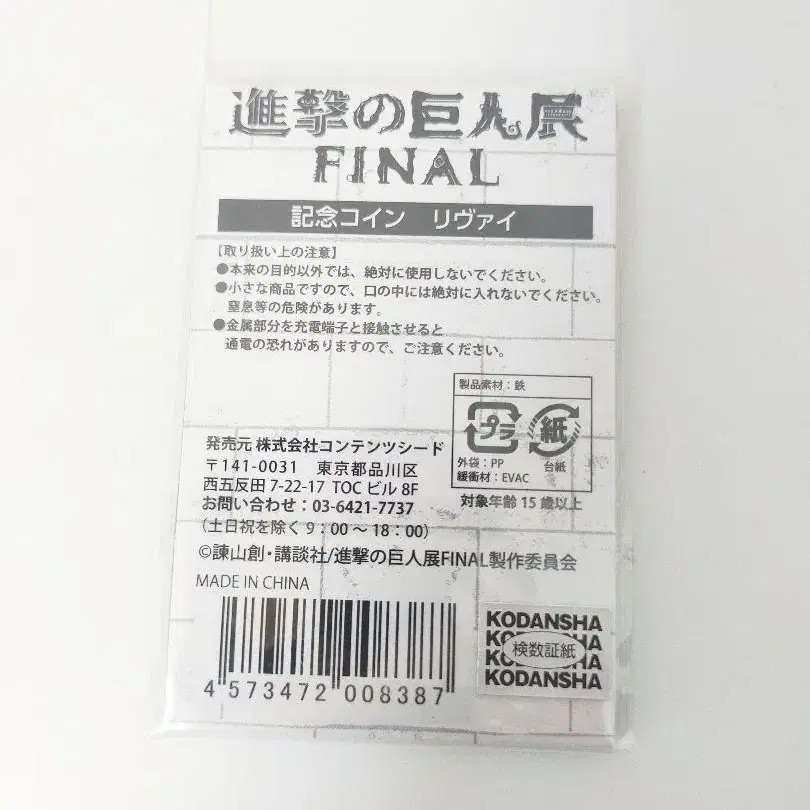 進撃の巨人展
FINAL
記念コイン リヴァイ
【取り扱い上の注意】
●本来の目的以外では、絶対に使用しないでください。
●小さな商品ですので、口の中には絶対に入れないでください。
窒息等の危険があります。
●金属部分を充電端子と接触させると
通電の恐れがありますので、ご注意ください。
製品素材：鉄
プラ 紙
外袋：PP 台紙
緩衝材：EVAC
対象年齢 15 歳以上
発売元 株式会社コンテンツシード
〒141-0031 東京都品川区
西五反田 7-22-17 TOC ビル 8F
お問い合わせ：03-6421-7737
（土日祝を除く 9：00 〜 18：00）
©諫山創・講談社/進撃の巨人展FINAL製作委員会
MADE IN CHINA
4 573472 008387
KODANSHA
検数証紙
KODANSHA